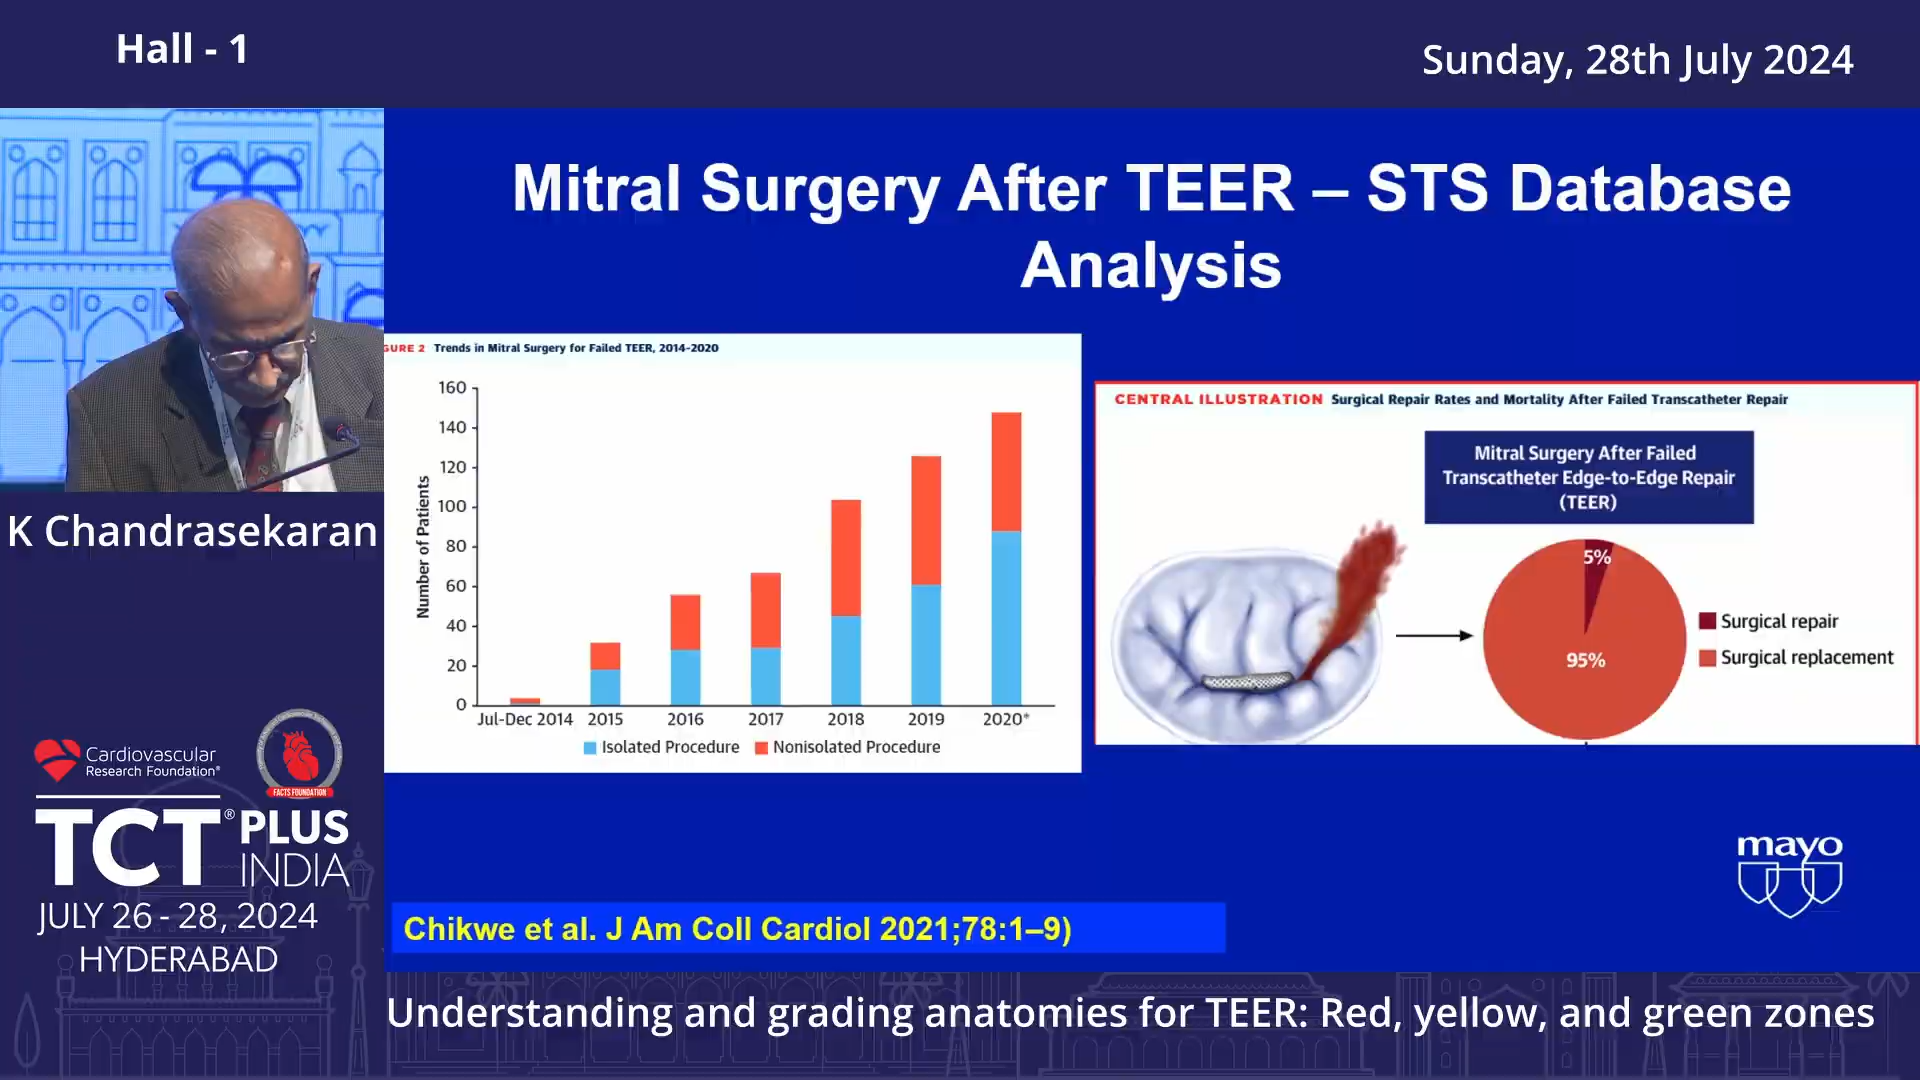 Hall - 1
Sunday, 28th July 2024
Mitral Surgery After TEER – STS Database
Analysis
GURE 2 Trends in Mitral Surgery for Failed TEER, 2014-2020
160
140
120
100
80
60
40
20
0
Number of Patients
Jul-Dec 2014 2015 2016 2017 2018 2019 2020*
Isolated Procedure Nonisolated Procedure
CENTRAL ILLUSTRATION Surgical Repair Rates and Mortality After Failed Transcatheter Repair
Mitral Surgery After Failed
Transcatheter Edge-to-Edge Repair
(TEER)
5%
95%
Surgical repair
Surgical replacement
K Chandrasekaran
Cardiovascular
Research Foundation®
FACTS FOUNDATION
TCT® PLUS
INDIA
JULY 26 - 28, 2024
HYDERABAD
mayo
Chikwe et al. J Am Coll Cardiol 2021;78:1–9)
Understanding and grading anatomies for TEER: Red, yellow, and green zones